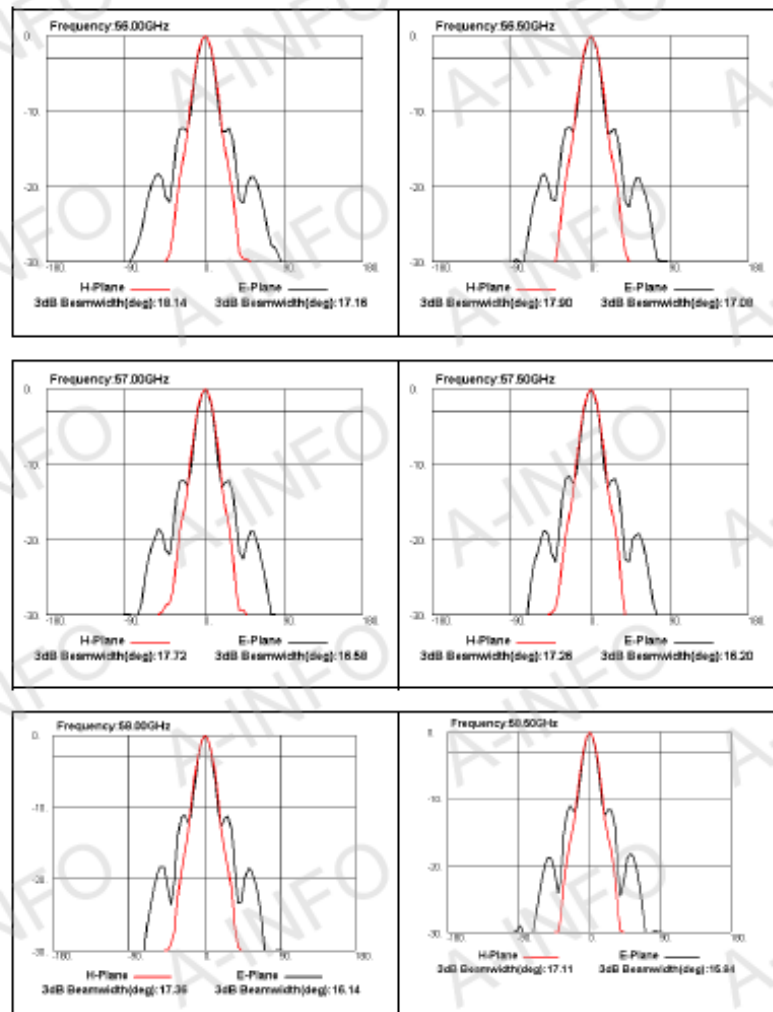 Frequency:56.00GHz
0.
-10.
-20.
-30.
-180. -90. 0. 90. 180.
H-Plane E-Plane
3dB Beamwidth(deg):18.14 3dB Beamwidth(deg):17.16
Frequency:56.50GHz
0.
-10.
-20.
-30.
-180. -90. 0. 90. 180.
H-Plane E-Plane
3dB Beamwidth(deg):17.90 3dB Beamwidth(deg):17.08
Frequency:57.00GHz
0.
-10.
-20.
-30.
-180. -90. 0. 90. 180.
H-Plane E-Plane
3dB Beamwidth(deg):17.72 3dB Beamwidth(deg):16.58
Frequency:57.50GHz
0.
-10.
-20.
-30.
-180. -90. 0. 90. 180.
H-Plane E-Plane
3dB Beamwidth(deg):17.26 3dB Beamwidth(deg):16.20
Frequency:58.00GHz
0.
-10.
-20.
-30.
-180. -90. 0. 90. 180.
H-Plane E-Plane
3dB Beamwidth(deg):17.36 3dB Beamwidth(deg):16.14
Frequency:58.50GHz
0.
-10.
-20.
-30.
-180. -90. 0. 90. 180.
H-Plane E-Plane
3dB Beamwidth(deg):17.11 3dB Beamwidth(deg):15.94
A-INFO
A-INFO
A-INFO
A-INFO
A-INFO
A-INFO